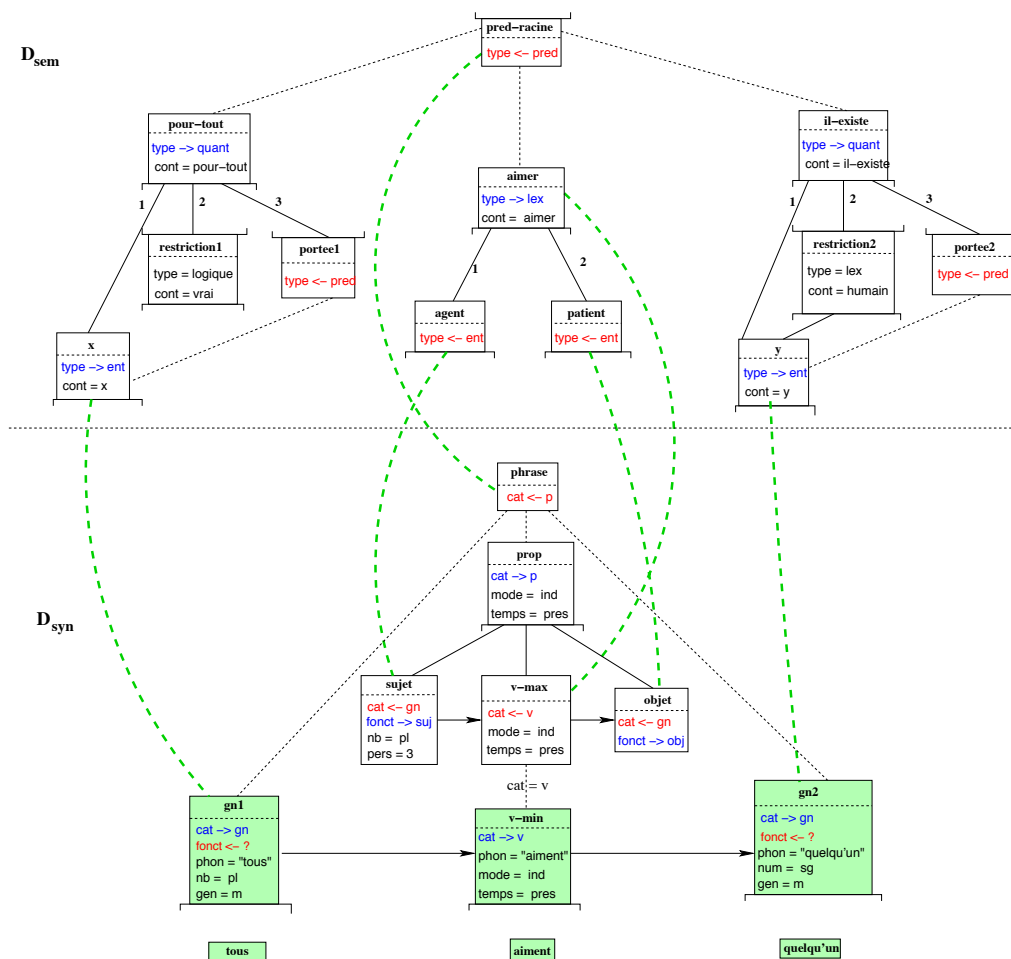 pred-racine
D_sem
type <- pred
pour-tout
type -> quant
cont = pour-tout
il-existe
type -> quant
cont = il-existe
aimer
type -> lex
cont = aimer
1
2
3
1
2
3
restriction1
type = logique
cont = vrai
portee1
type <- pred
restriction2
type = lex
cont = humain
portee2
type <- pred
1
2
agent
type <- ent
patient
type <- ent
x
type -> ent
cont = x
y
type -> ent
cont = y
phrase
cat <- p
prop
cat -> p
mode = ind
temps = pres
D_syn
sujet
cat <- gn
fonct -> suj
nb = pl
pers = 3
v-max
cat <- v
mode = ind
temps = pres
objet
cat <- gn
fonct -> obj
cat = v
gn1
cat -> gn
fonct <- ?
phon = "tous"
nb = pl
gen = m
v-min
cat -> v
phon = "aiment"
mode = ind
temps = pres
gn2
cat -> gn
fonct <- ?
phon = "quelqu'un"
num = sg
gen = m
tous
aiment
quelqu'un